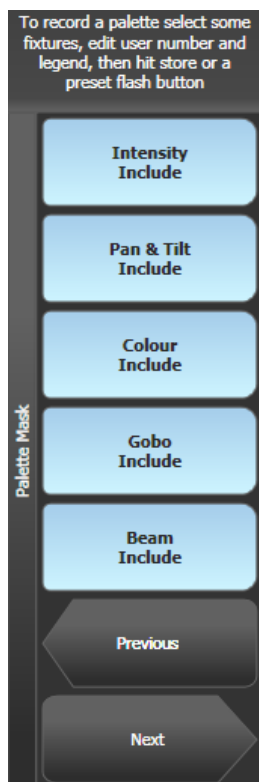 To record a palette select some
fixtures, edit user number and
legend, then hit store or a
preset flash button
Palette Mask
Intensity
Include
Pan & Tilt
Include
Colour
Include
Gobo
Include
Beam
Include
Previous
Next